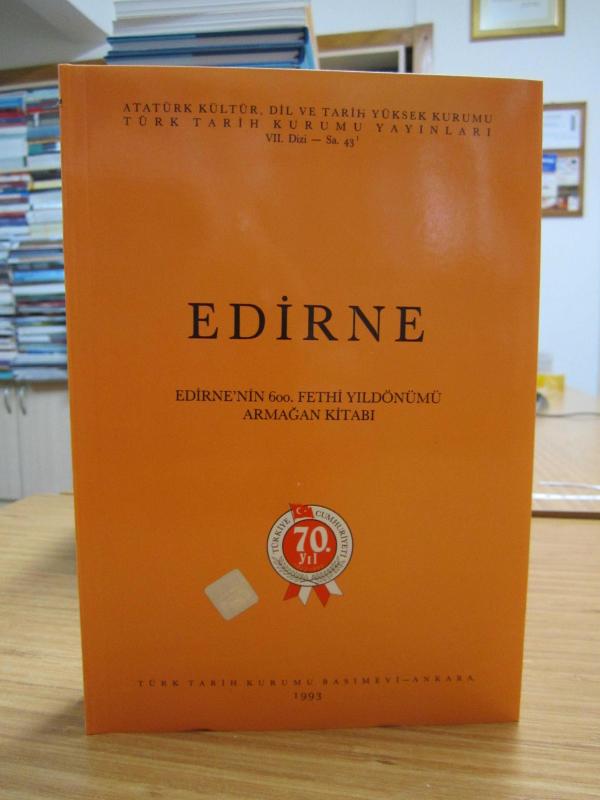 ATATÜRK KÜLTÜR, DİL VE TARİH YÜKSEK KURUMU
TÜRK TARİH KURUMU YAYINLARI
VII. Dizi — Sa. 43¹
EDİRNE
EDİRNE'NİN 600. FETHİ YILDÖNÜMÜ
ARMAĞAN KİTABI
TÜRKİYE CUMHURİYETİ
70.
yıl
TÜRK TARİH KURUMU BASIMEVİ—ANKARA
1993